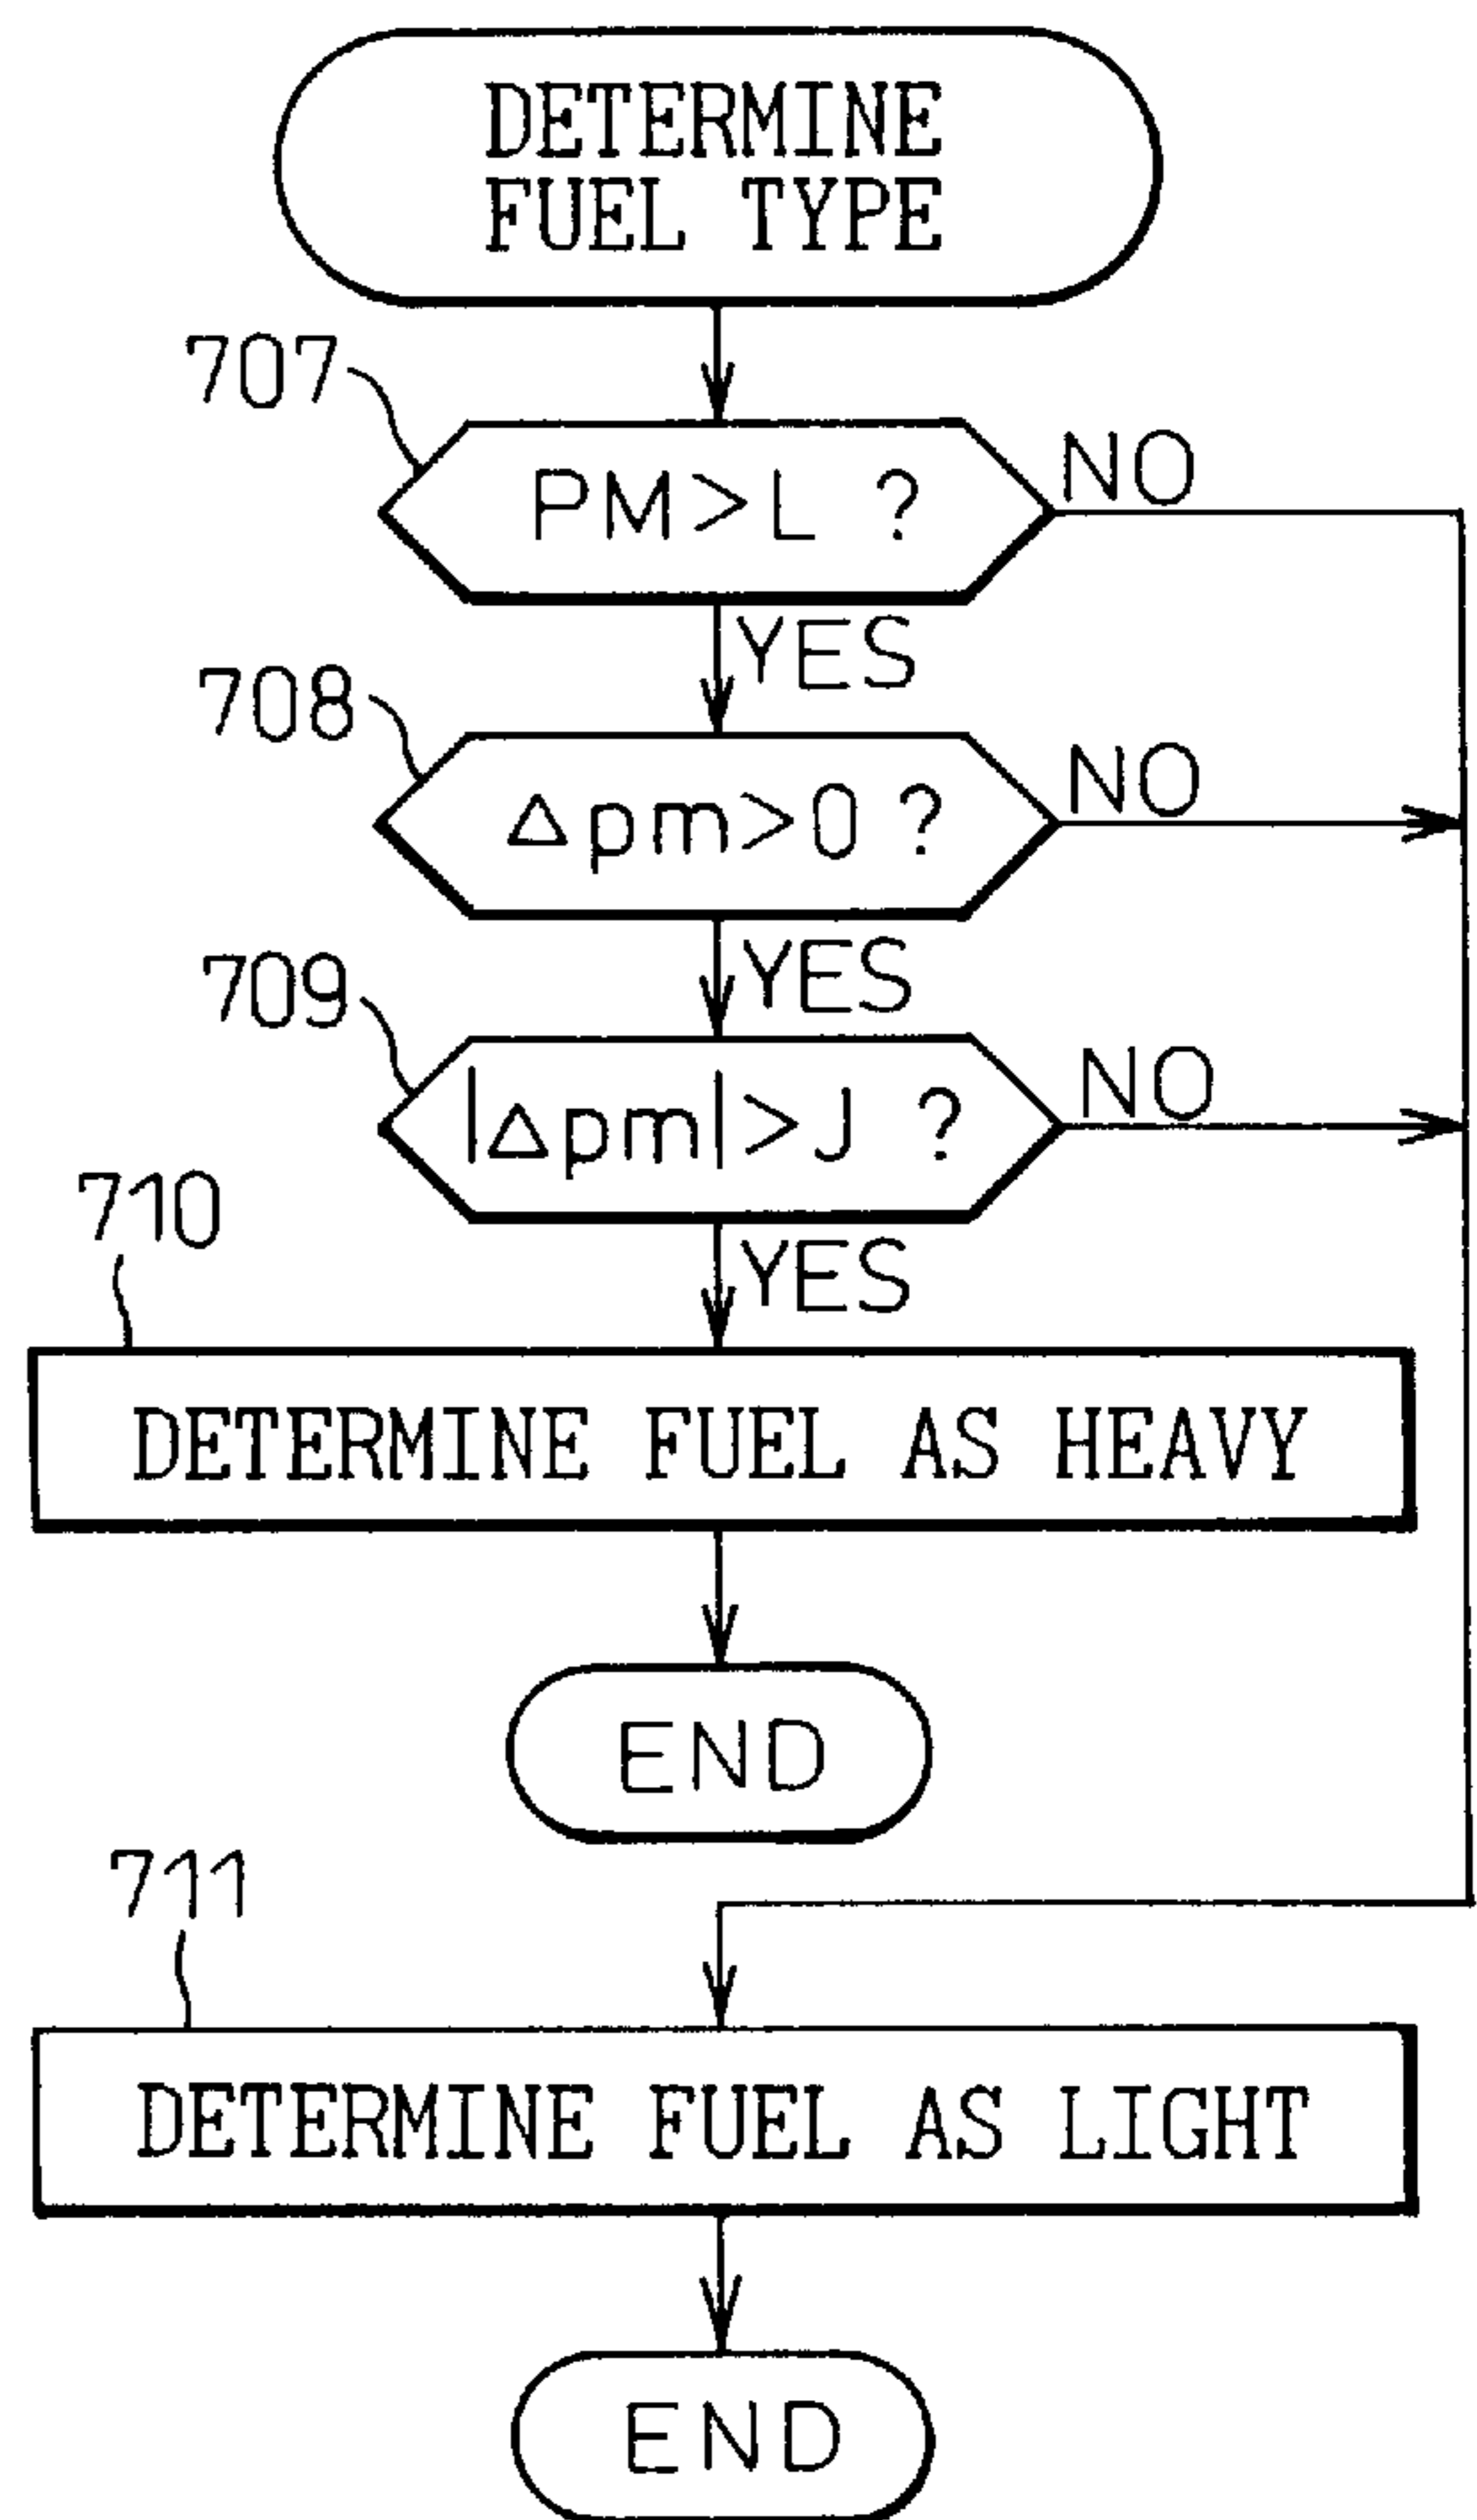 DETERMINE
FUEL TYPE
707
PM>L ?
NO
YES
708
Δpm>0 ?
NO
YES
709
|Δpm|>J ?
NO
YES
710
DETERMINE FUEL AS HEAVY
END
711
DETERMINE FUEL AS LIGHT
END